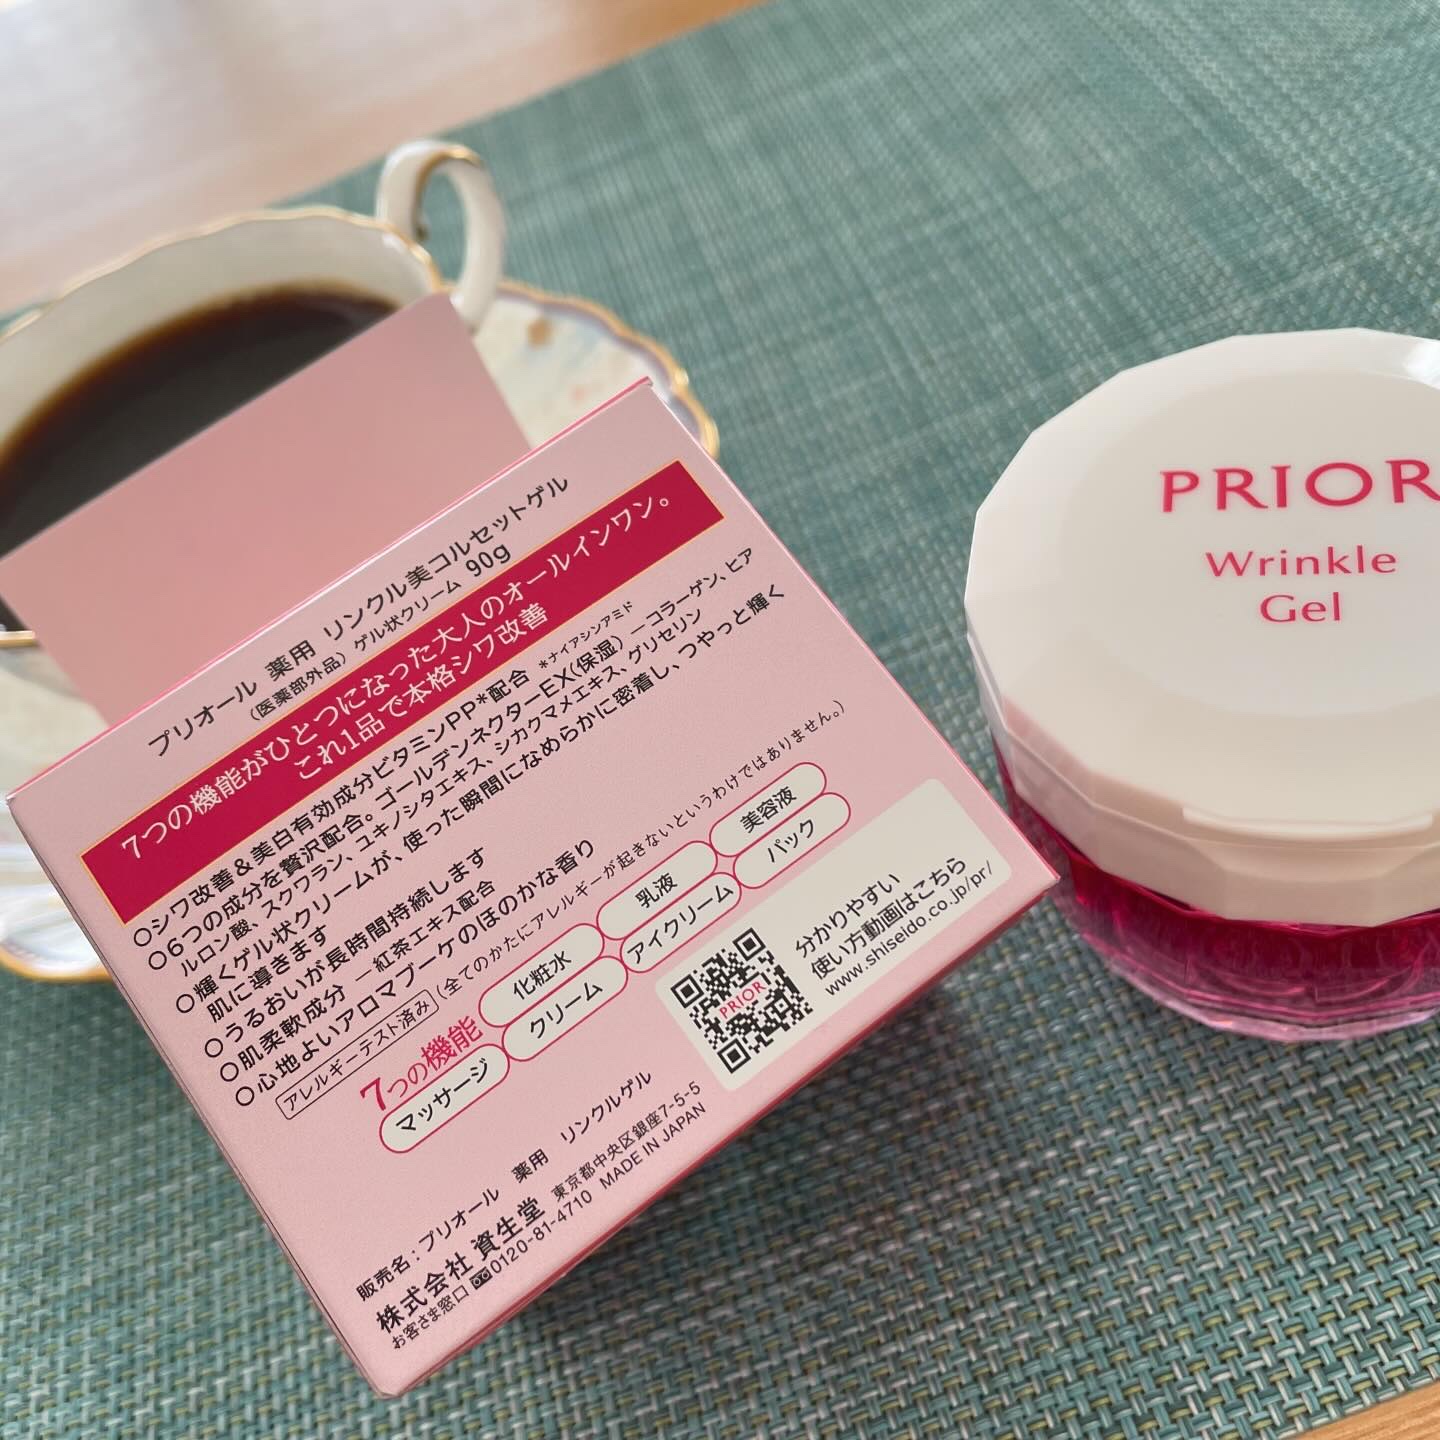 プリオール 薬用 リンクル美コルセットゲル
(医薬部外品) ゲル状クリーム 90g
7つの機能がひとつになった大人のオールインワン。
これ1品で本格シワ改善
○シワ改善＆美白有効成分ビタミンPP*配合 *ナイアシンアミド
○6つの成分を贅沢配合。ゴールデンネクターEX(保湿) ―コラーゲン、ヒア
ルロン酸、スクワラン、ユキノシタエキス、シカクマメエキス、グリセリン
○輝くゲル状クリームが、使った瞬間になめらかに密着し、つやっと輝く
肌に導きます
○うるおいが長時間持続します
○肌柔軟成分 ―紅茶エキス配合
○心地よいアロマブーケのほのかな香り
アレルギーテスト済み (全てのかたにアレルギーが起きないというわけではありません。)
7つの機能 化粧水 乳液 美容液
マッサージ クリーム アイクリーム パック
PRIOR
分かりやすい
使い方動画はこちら
www.shiseido.co.jp/pr/
販売名：プリオール 薬用 リンクルゲル
株式会社 資生堂 東京都中央区銀座7-5-5
お客さま窓口 0120-81-4710 MADE IN JAPAN
PRIOR
Wrinkle
Gel